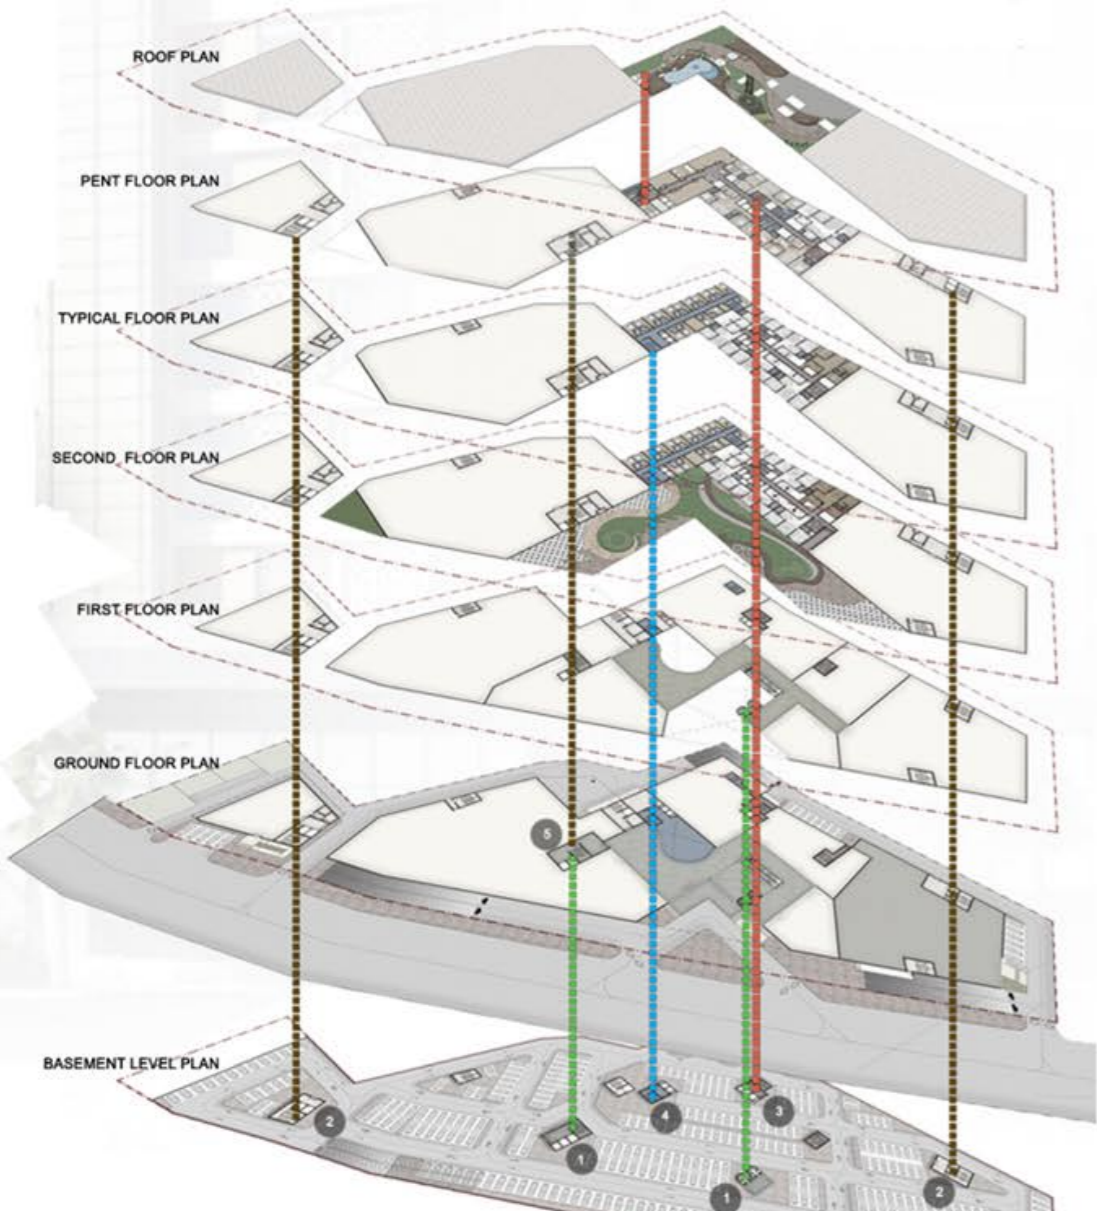 ROOF PLAN
PENT FLOOR PLAN
TYPICAL FLOOR PLAN
SECOND FLOOR PLAN
FIRST FLOOR PLAN
GROUND FLOOR PLAN
5
BASEMENT LEVEL PLAN
2
4
3
1
1
2